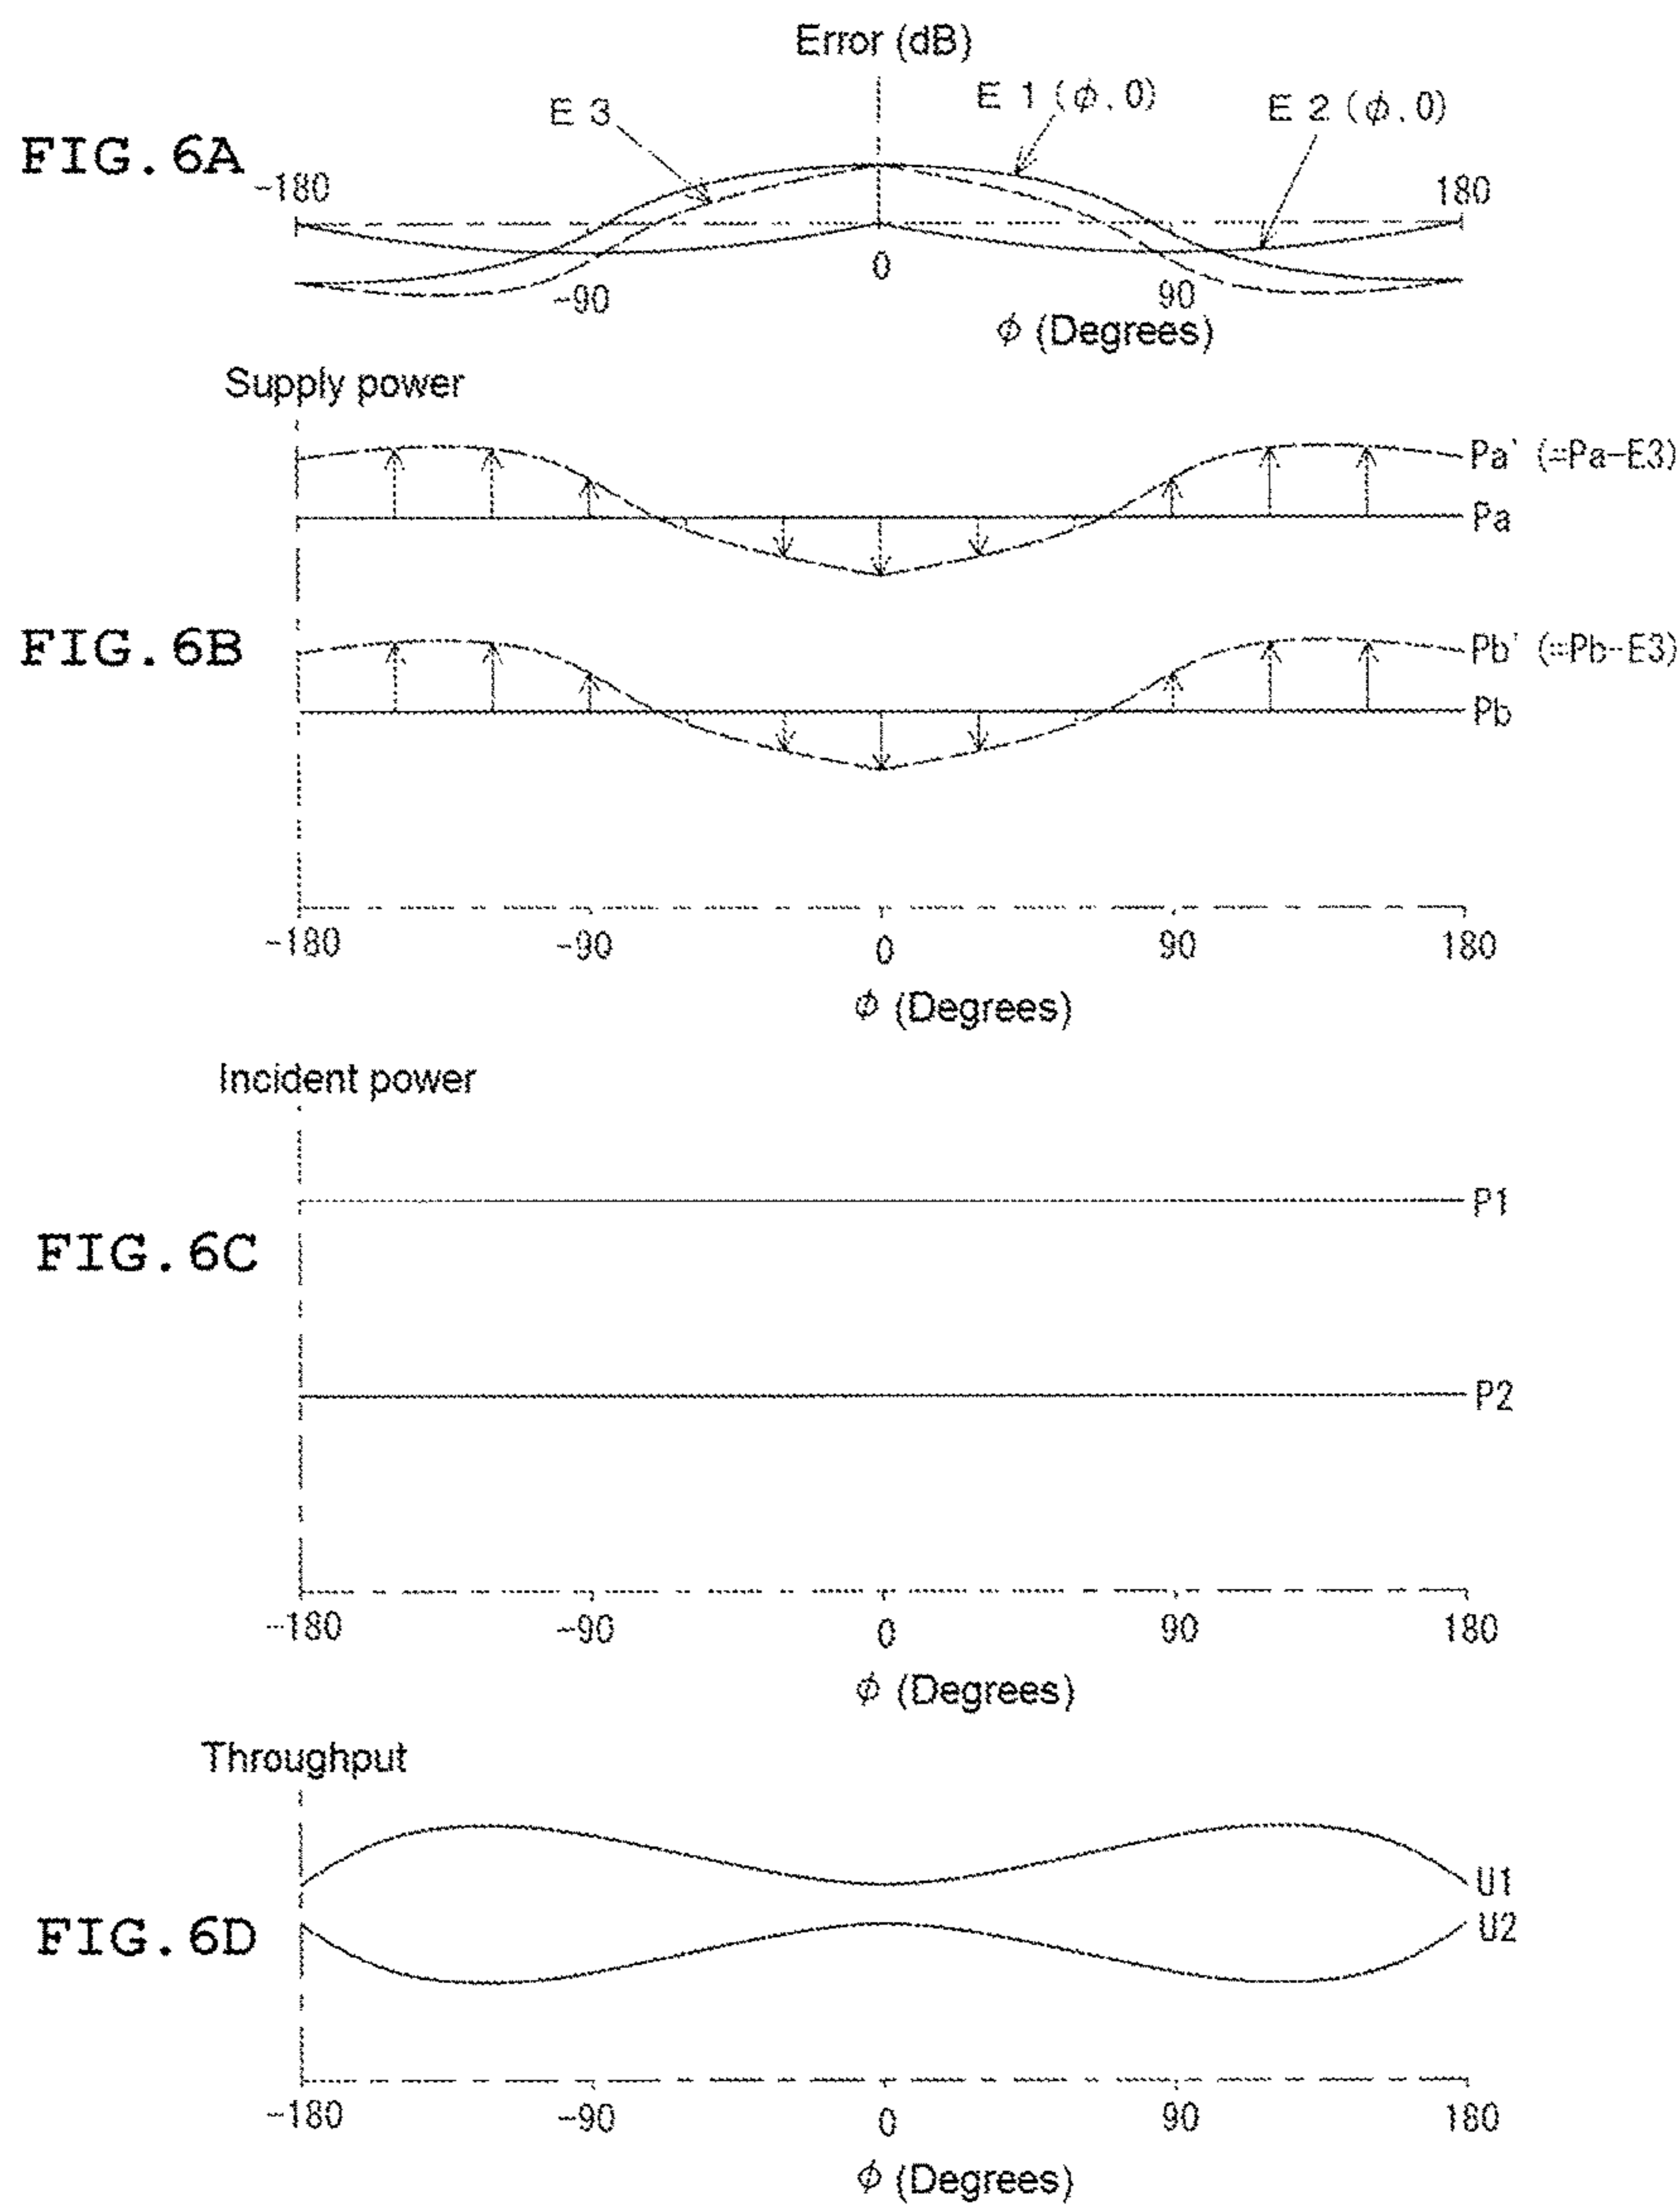 Error (dB)
E 3
E 1 (ϕ, 0)
E 2 (ϕ, 0)
FIG. 6A
-180
180
0
-90
90
ϕ (Degrees)
Supply power
Pa' (=Pa-E3)
Pa
FIG. 6B
Pb' (=Pb-E3)
Pb
-180
-90
0
90
180
ϕ (Degrees)
Incident power
P1
FIG. 6C
P2
-180
-90
0
90
180
ϕ (Degrees)
Throughput
U1
FIG. 6D
U2
-180
-90
0
90
180
ϕ (Degrees)